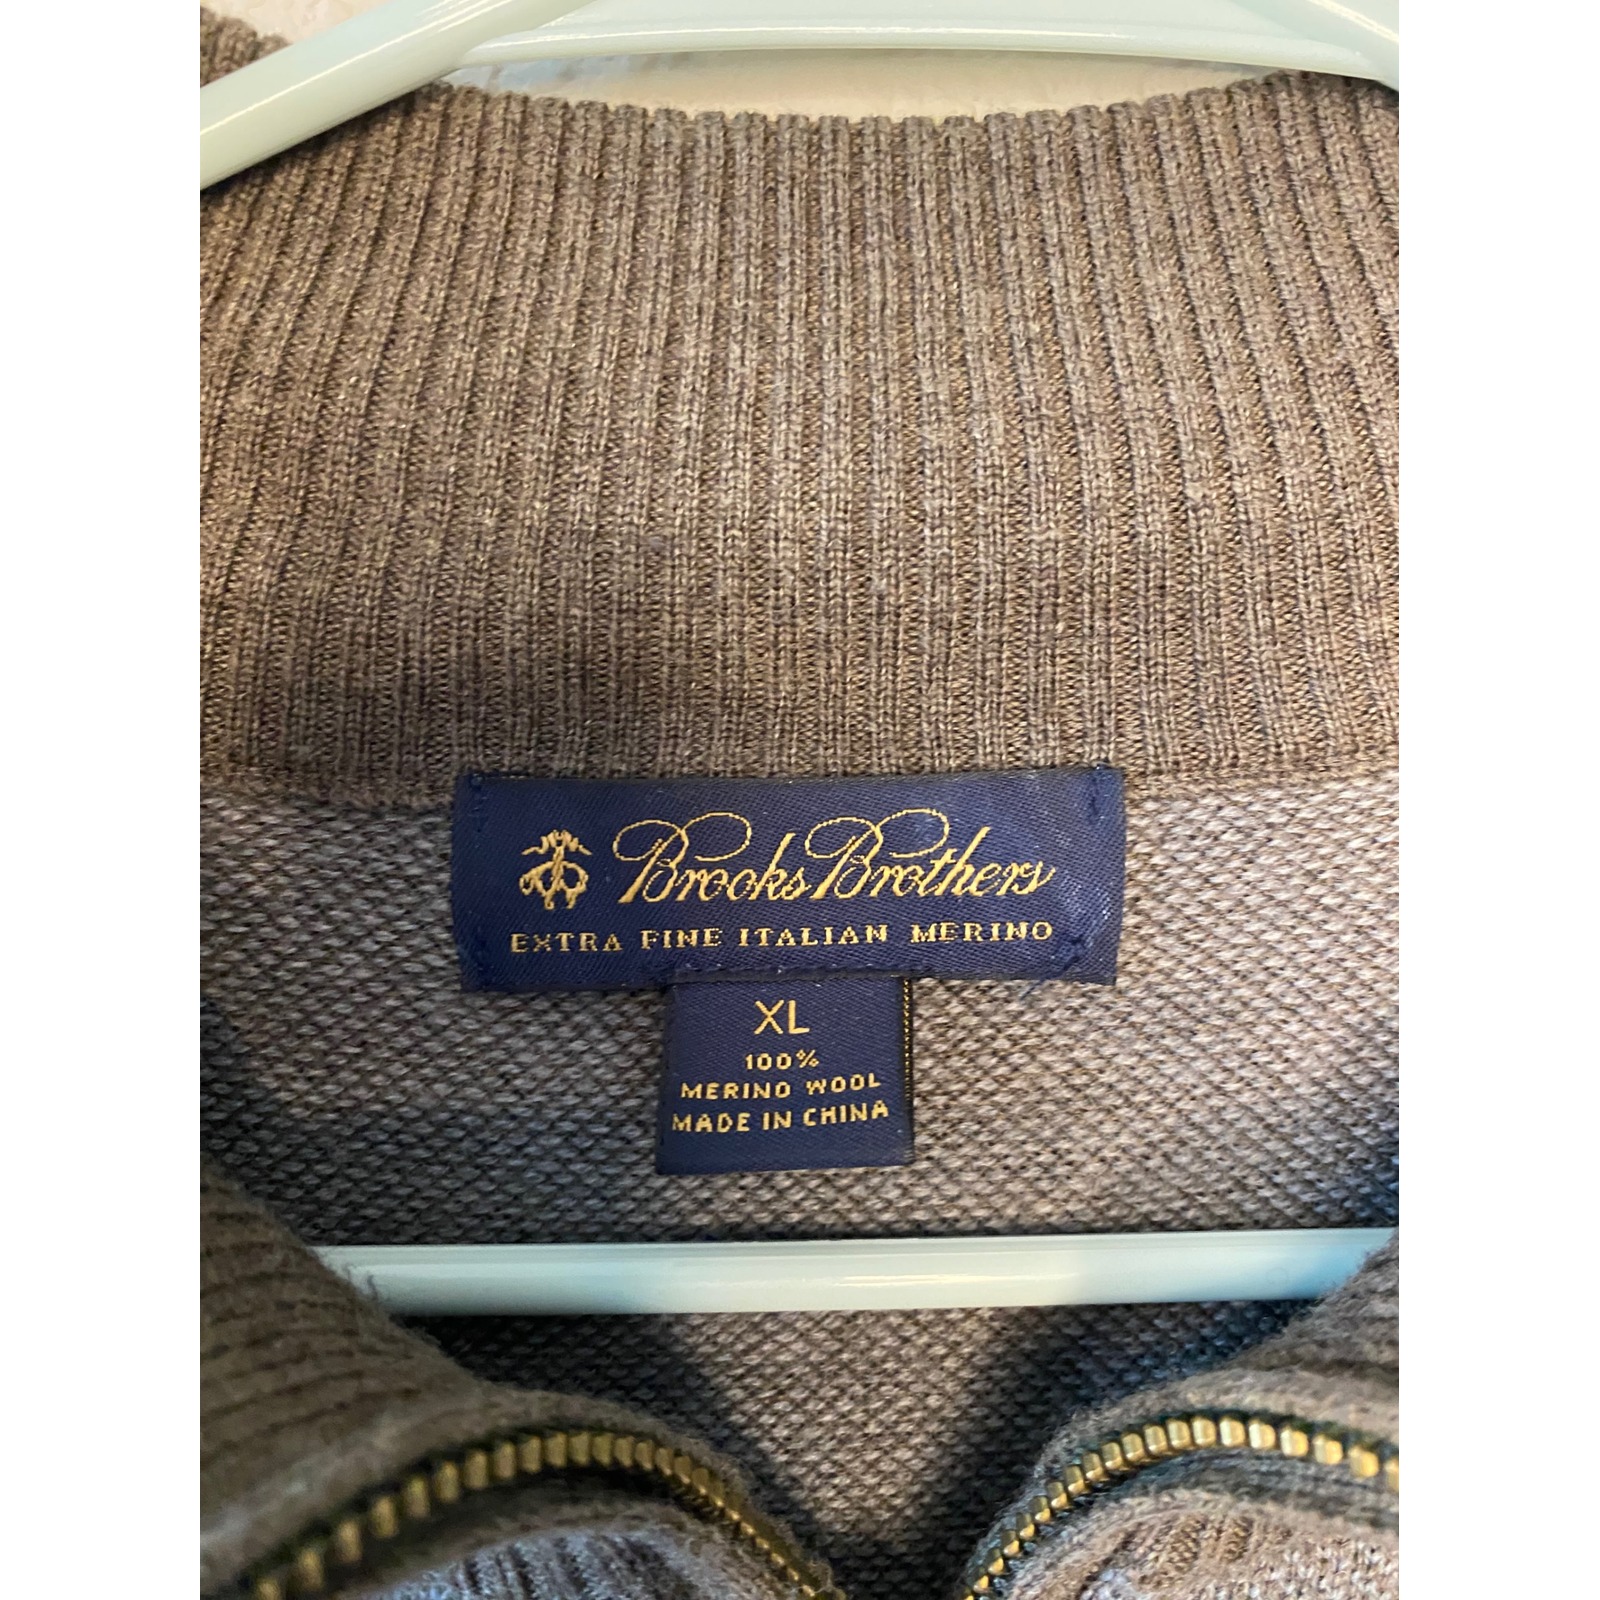 Brooks Brothers
EXTRA FINE ITALIAN MERINO
XL
100%
MERINO WOOL
MADE IN CHINA